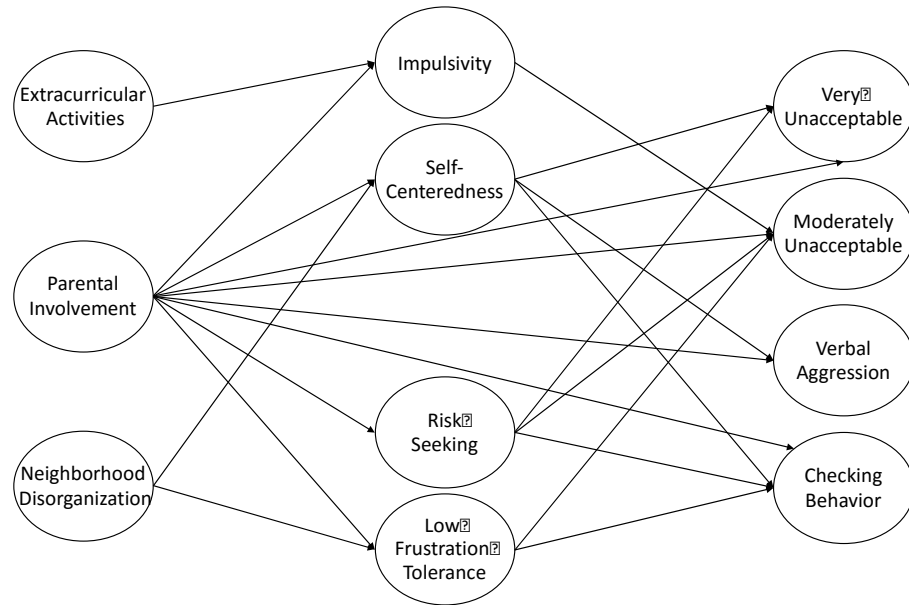 Extracurricular
Activities
Parental
Involvement
Neighborhood
Disorganization
Impulsivity
Self-
Centeredness
Risk⍰
Seeking
Low⍰
Frustration⍰
Tolerance
Very⍰
Unacceptable
Moderately
Unacceptable
Verbal
Aggression
Checking
Behavior